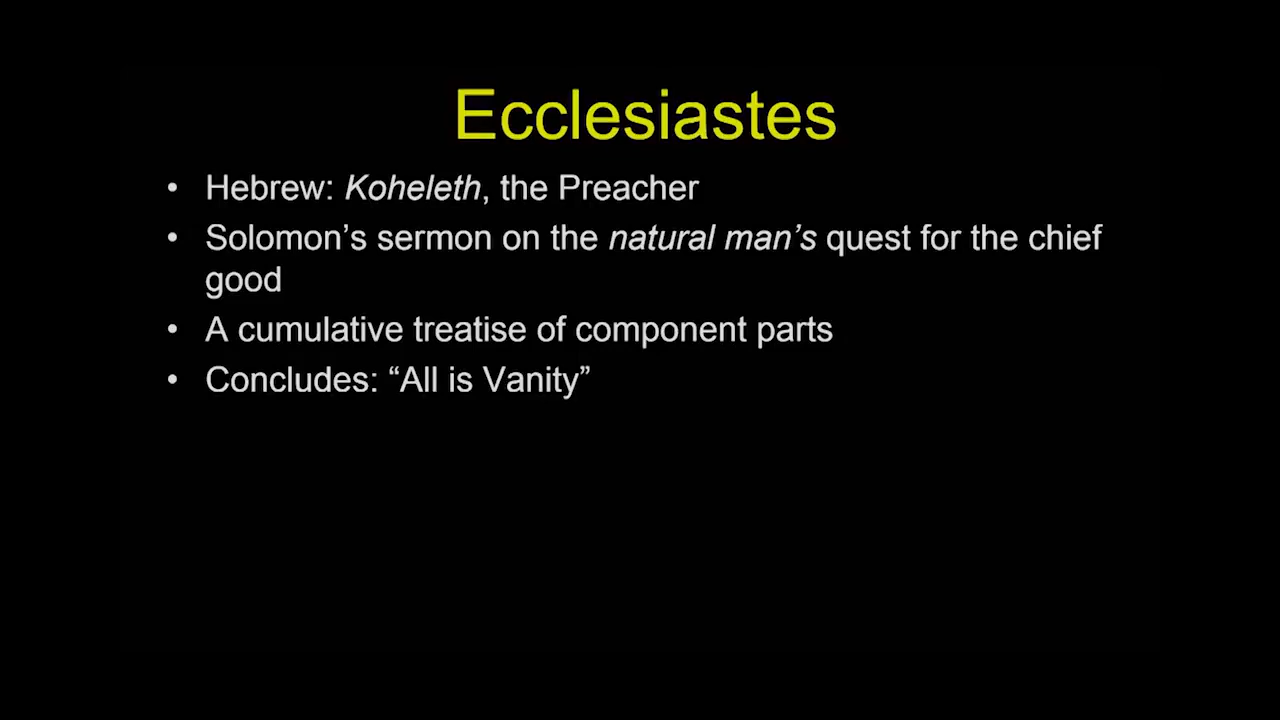 Ecclesiastes
• Hebrew: Koheleth, the Preacher
• Solomon’s sermon on the natural man’s quest for the chief
good
• A cumulative treatise of component parts
• Concludes: “All is Vanity”